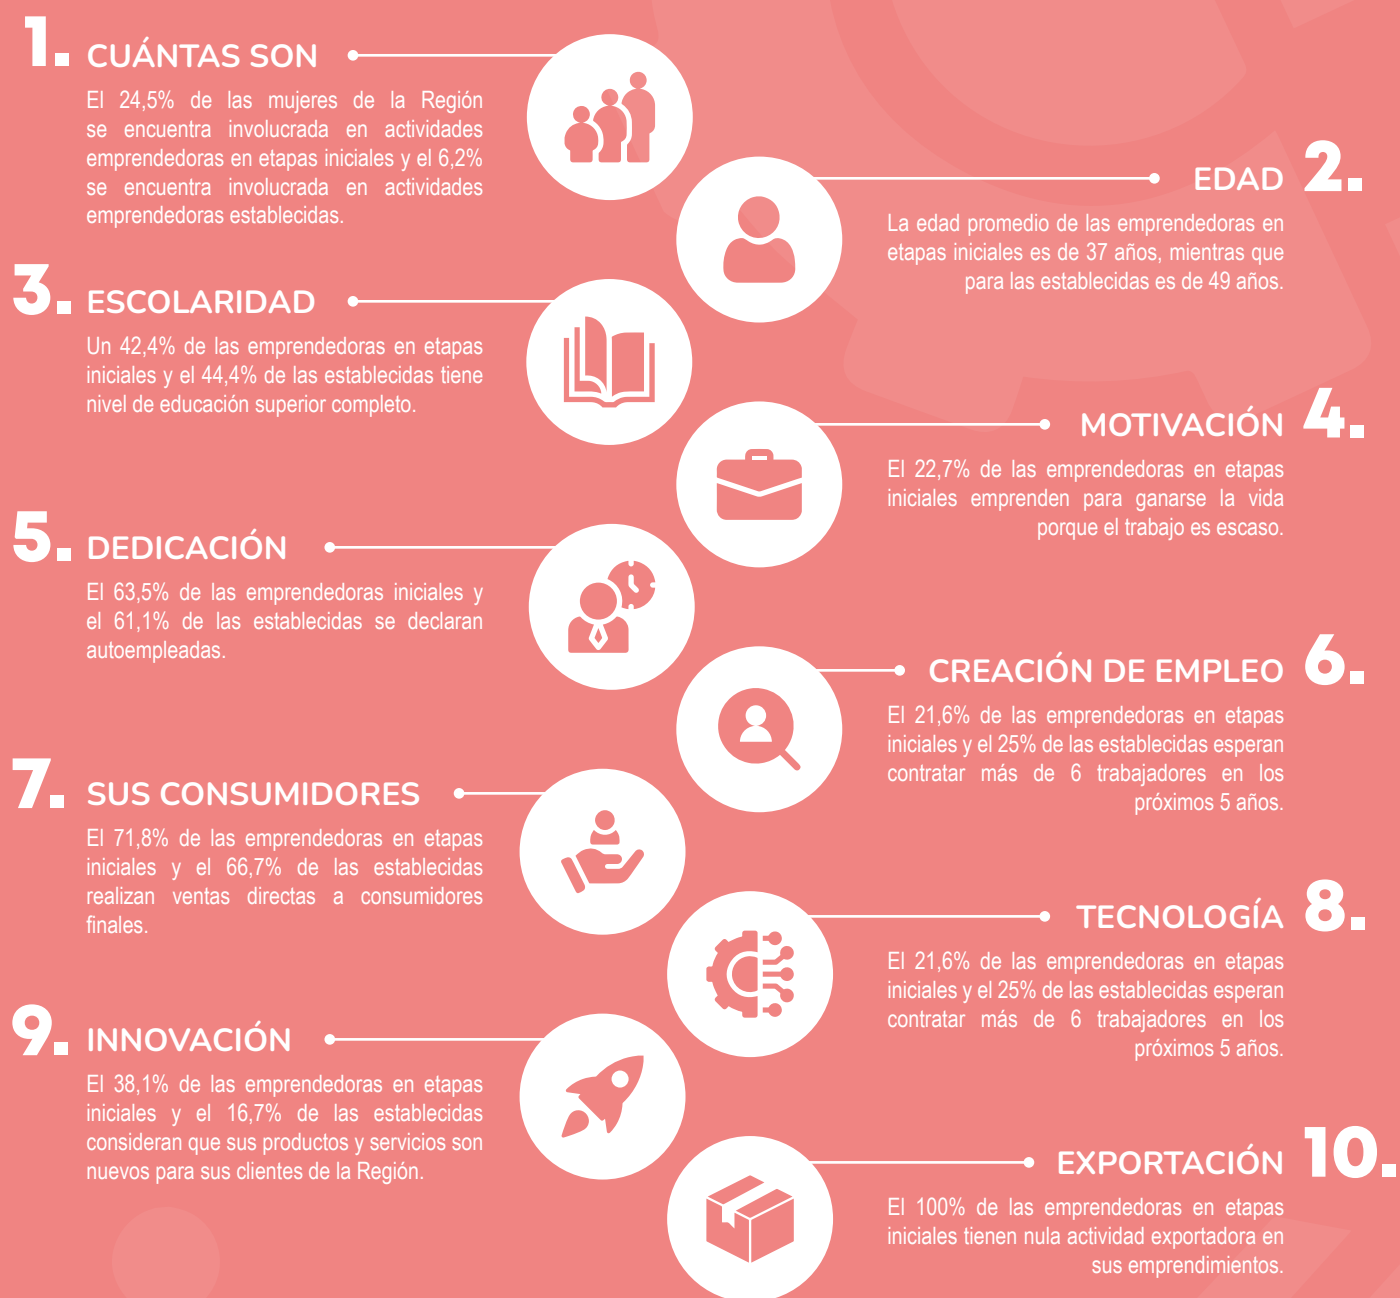 1. CUÁNTAS SON
El 24,5% de las mujeres de la Región
se encuentra involucrada en actividades
emprendedoras en etapas iniciales y el 6,2%
se encuentra involucrada en actividades
emprendedoras establecidas.
EDAD 2.
La edad promedio de las emprendedoras en
etapas iniciales es de 37 años, mientras que
para las establecidas es de 49 años.
3. ESCOLARIDAD
Un 42,4% de las emprendedoras en etapas
iniciales y el 44,4% de las establecidas tiene
nivel de educación superior completo.
MOTIVACIÓN 4.
El 22,7% de las emprendedoras en etapas
iniciales emprenden para ganarse la vida
porque el trabajo es escaso.
5. DEDICACIÓN
El 63,5% de las emprendedoras iniciales y
el 61,1% de las establecidas se declaran
autoempleadas.
CREACIÓN DE EMPLEO 6.
El 21,6% de las emprendedoras en etapas
iniciales y el 25% de las establecidas esperan
contratar más de 6 trabajadores en los
próximos 5 años.
7. SUS CONSUMIDORES
El 71,8% de las emprendedoras en etapas
iniciales y el 66,7% de las establecidas
realizan ventas directas a consumidores
finales.
TECNOLOGÍA 8.
El 21,6% de las emprendedoras en etapas
iniciales y el 25% de las establecidas esperan
contratar más de 6 trabajadores en los
próximos 5 años.
9. INNOVACIÓN
El 38,1% de las emprendedoras en etapas
iniciales y el 16,7% de las establecidas
consideran que sus productos y servicios son
nuevos para sus clientes de la Región.
EXPORTACIÓN 10.
El 100% de las emprendedoras en etapas
iniciales tienen nula actividad exportadora en
sus emprendimientos.